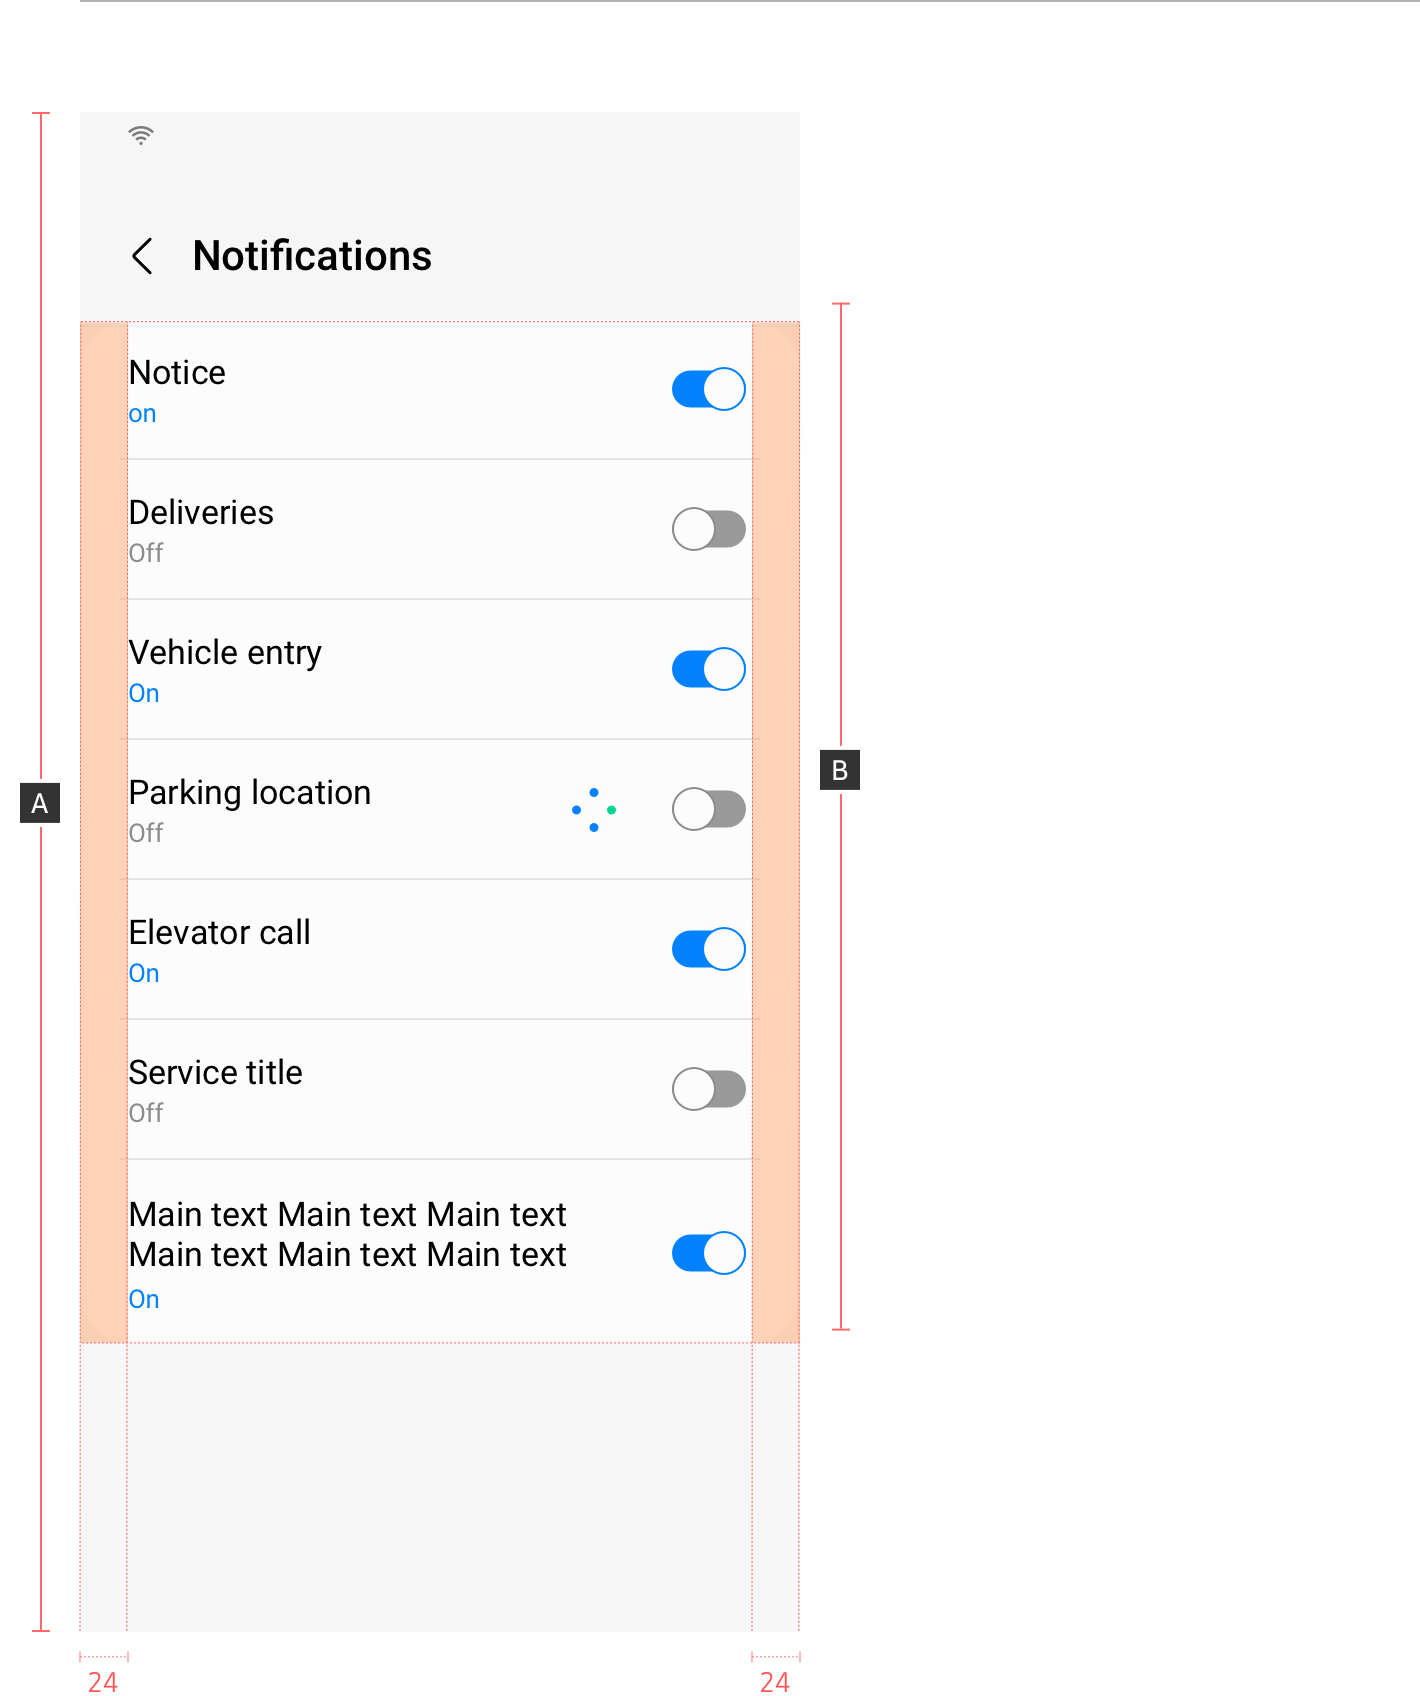 Notifications
Notice
on
Deliveries
Off
Vehicle entry
On
B
Parking location
Off
A
Elevator call
On
Service title
Off
Main text Main text Main text
Main text Main text Main text
On
24
24